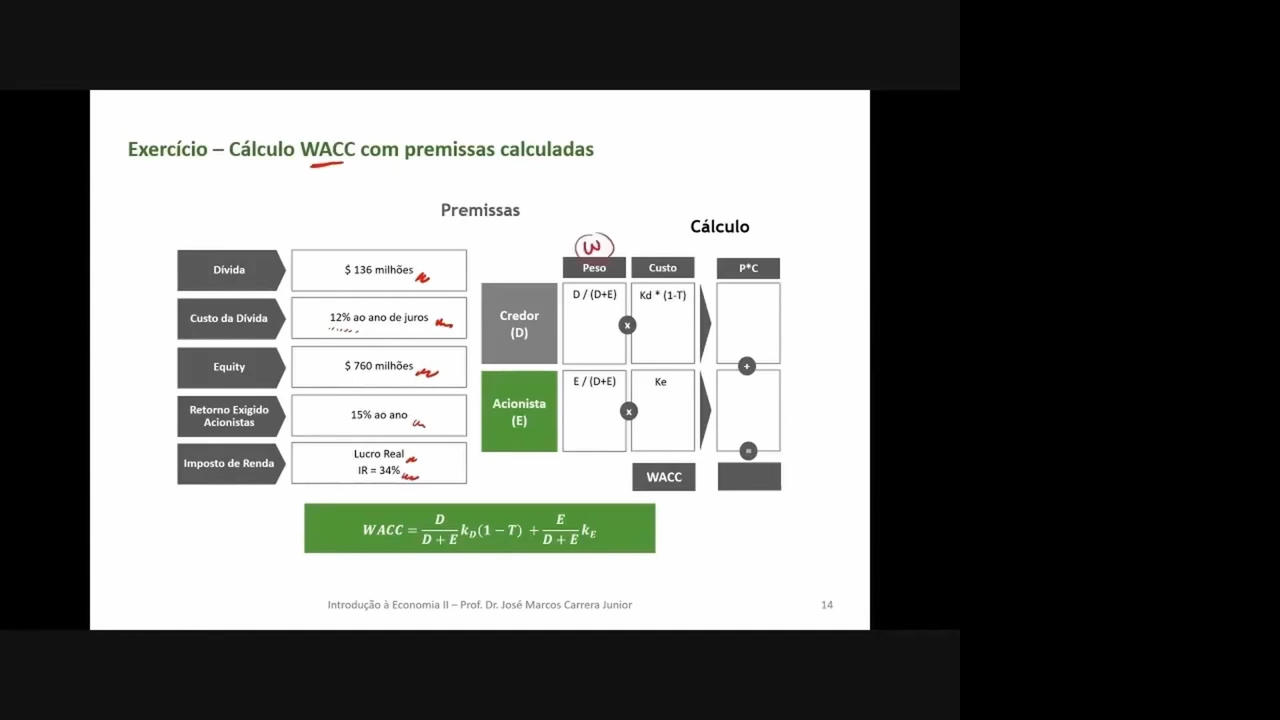 Exercício – Cálculo WACC com premissas calculadas
Premissas
Cálculo
Dívida
$ 136 milhões
Custo da Dívida
12% ao ano de juros
Equity
$ 760 milhões
Retorno Exigido
Acionistas
15% ao ano
Imposto de Renda
Lucro Real
IR = 34%
W
Peso
Custo
P*C
Credor
(D)
D / (D+E)
x
Kd * (1-T)
+
Acionista
(E)
E / (D+E)
x
Ke
=
WACC
WACC = D/(D + E) k_D(1 − T) + E/(D + E) k_E
Introdução à Economia II – Prof. Dr. José Marcos Carrera Junior
14